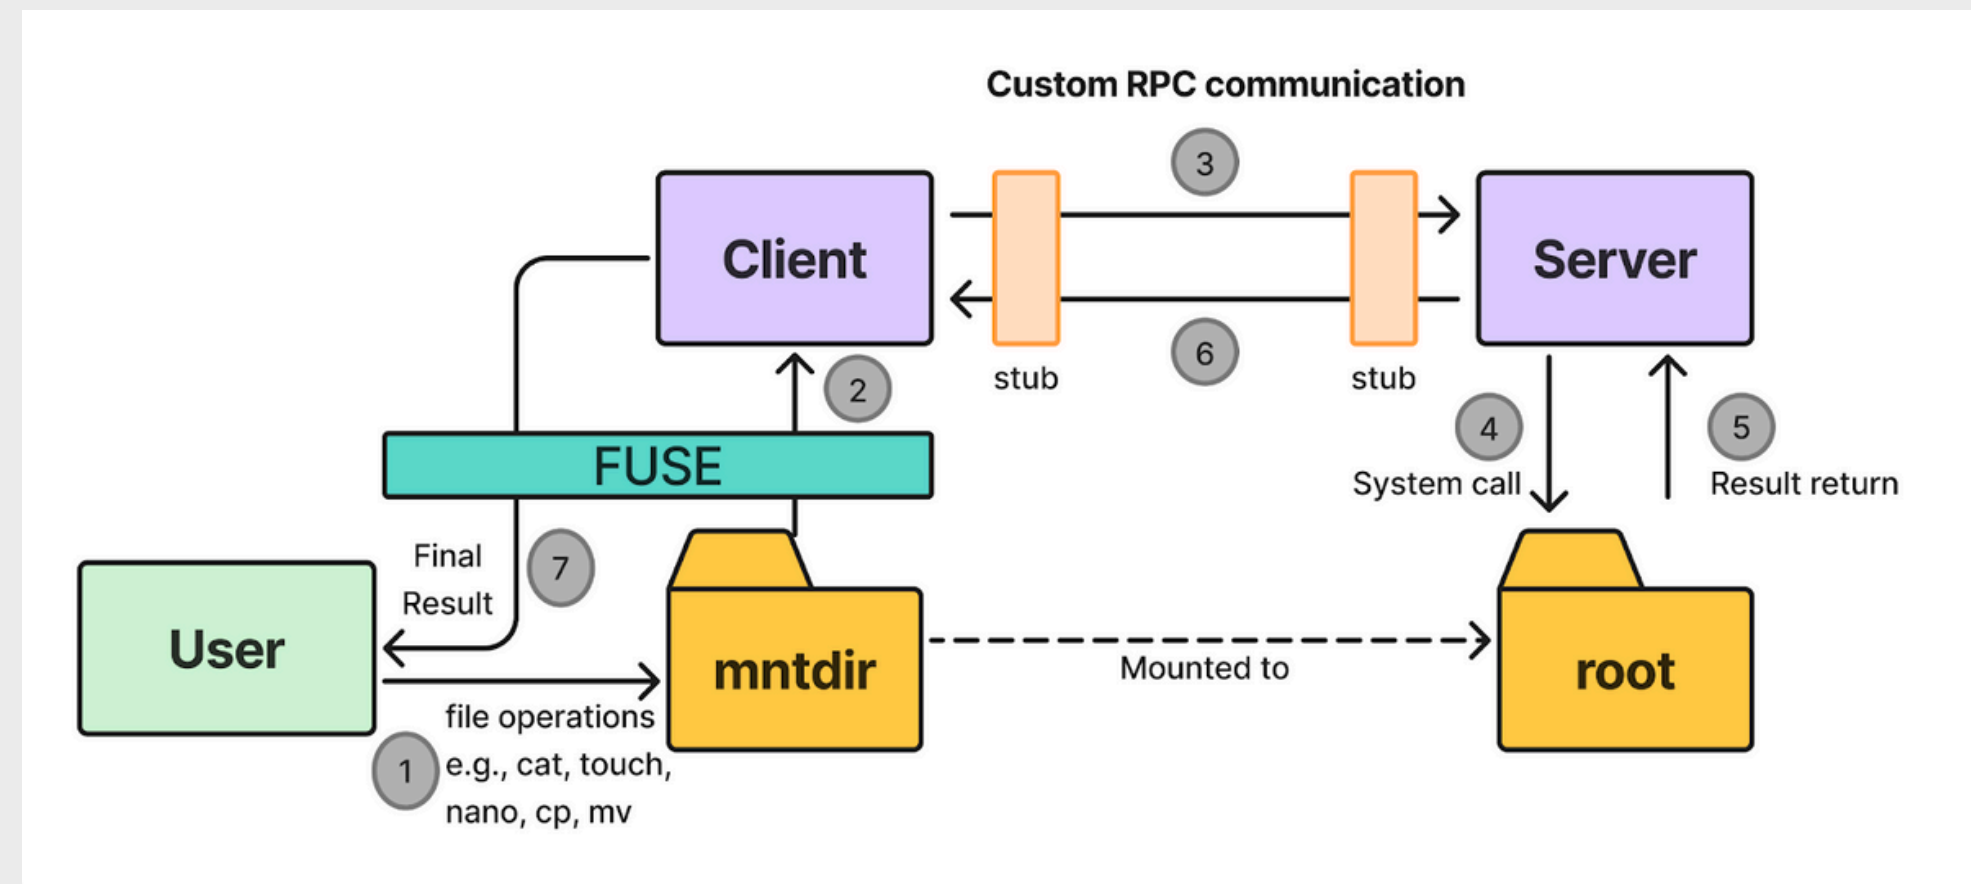 Custom RPC communication
3
Client
Server
6
stub
stub
2
4
5
System call
Result return
FUSE
Final
Result
7
User
mntdir
Mounted to
root
file operations
1
e.g., cat, touch,
nano, cp, mv